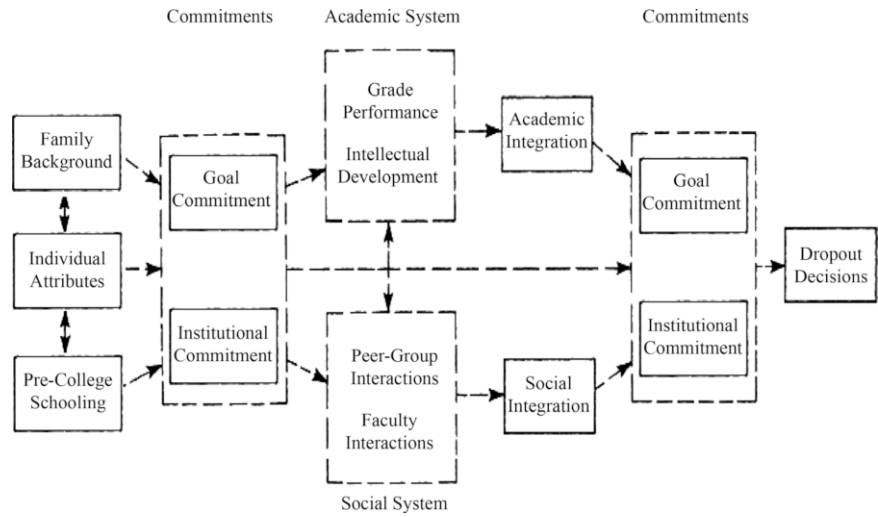 Commitments
Academic System
Commitments
Family
Background
Individual
Attributes
Pre-College
Schooling
Goal
Commitment
Institutional
Commitment
Grade
Performance
Intellectual
Development
Peer-Group
Interactions
Faculty
Interactions
Social System
Academic
Integration
Social
Integration
Goal
Commitment
Institutional
Commitment
Dropout
Decisions